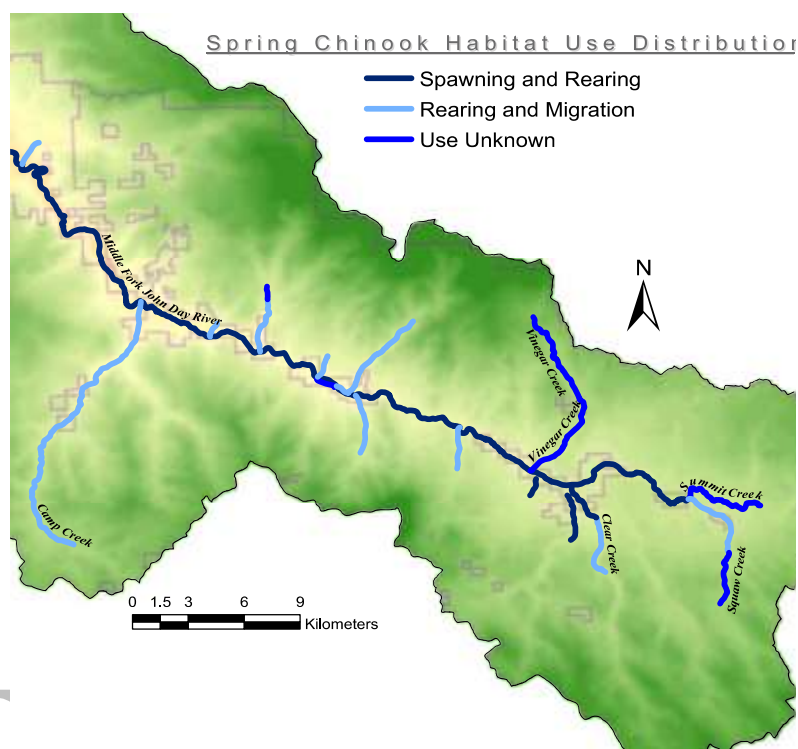 Spring Chinook Habitat Use Distribution
Spawning and Rearing
Rearing and Migration
Use Unknown
N
Middle Fork John Day River
Vinegar Creek
Vinegar Creek
Summit Creek
Camp Creek
Clear Creek
Squaw Creek
0 1.5 3 6 9
Kilometers